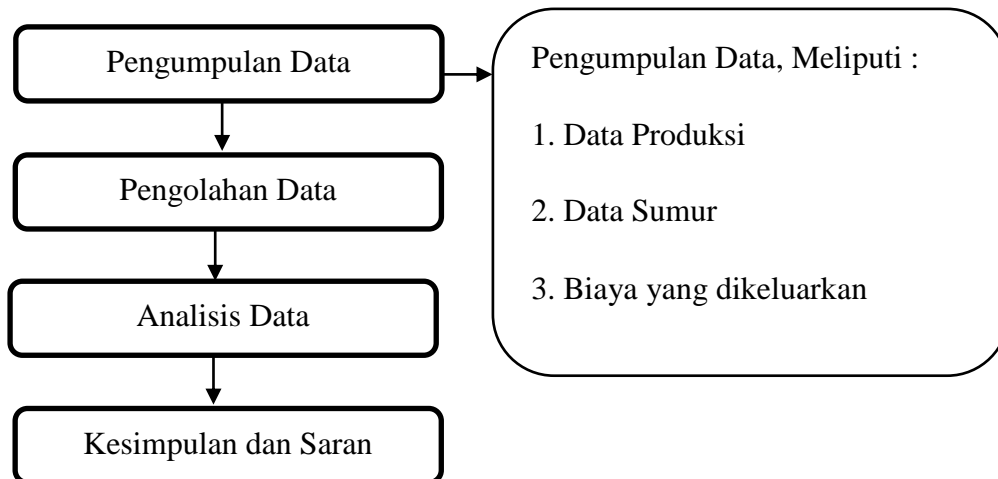 Pengumpulan Data
Pengolahan Data
Analisis Data
Kesimpulan dan Saran
Pengumpulan Data, Meliputi :
1. Data Produksi
2. Data Sumur
3. Biaya yang dikeluarkan